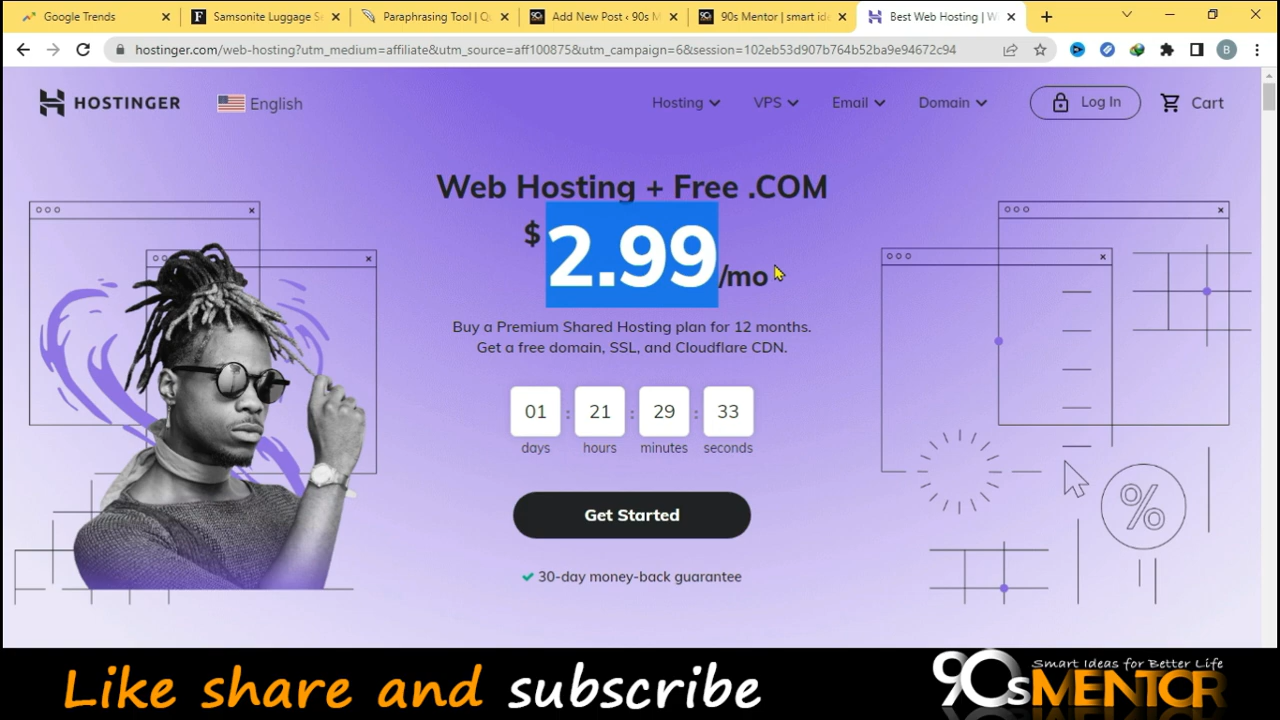 Google Trends
Samsonite Luggage S
Paraphrasing Tool | Q
Add New Post ‹ 90s M
90s Mentor | smart ide
Best Web Hosting | W
hostinger.com/web-hosting?utm_medium=affiliate&utm_source=aff100875&utm_campaign=6&session=102eb53d907b764b52ba9e94672c94
B
HOSTINGER
English
Hosting
VPS
Email
Domain
Log In
Cart
Web Hosting + Free .COM
$ 2.99 /mo
Buy a Premium Shared Hosting plan for 12 months.
Get a free domain, SSL, and Cloudflare CDN.
01 : 21 : 29 : 33
days hours minutes seconds
Get Started
30-day money-back guarantee
%
Like share and subscribe
Smart Ideas for Better Life
90sMENTOR